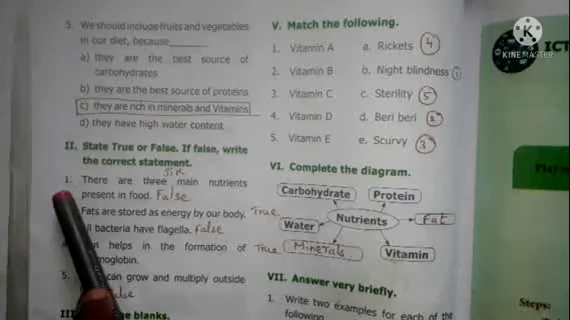 5. We should include fruits and vegetables
in our diet, because______
a) they are the best source of
carbohydrates
b) they are the best source of proteins
c) they are rich in minerals and Vitamins
d) they have high water content
II. State True or False. If false, write
the correct statement.
six
1. There are three main nutrients
present in food. False
Fats are stored as energy by our body. True
bacteria have flagella. False
helps in the formation of True
5. can grow and multiply outside
III
blanks.
V. Match the following.
1. Vitamin A a. Rickets 4
2. Vitamin B b. Night blindness 1
3. Vitamin C c. Sterility 5
4. Vitamin D d. Beri beri 2
5. Vitamin E e. Scurvy 3
VI. Complete the diagram.
Carbohydrate Protein
Nutrients Fat
Water
Minerals Vitamin
VII. Answer very briefly.
1. Write two examples for each of the
following
ICT
KINEMASTER
Steps: